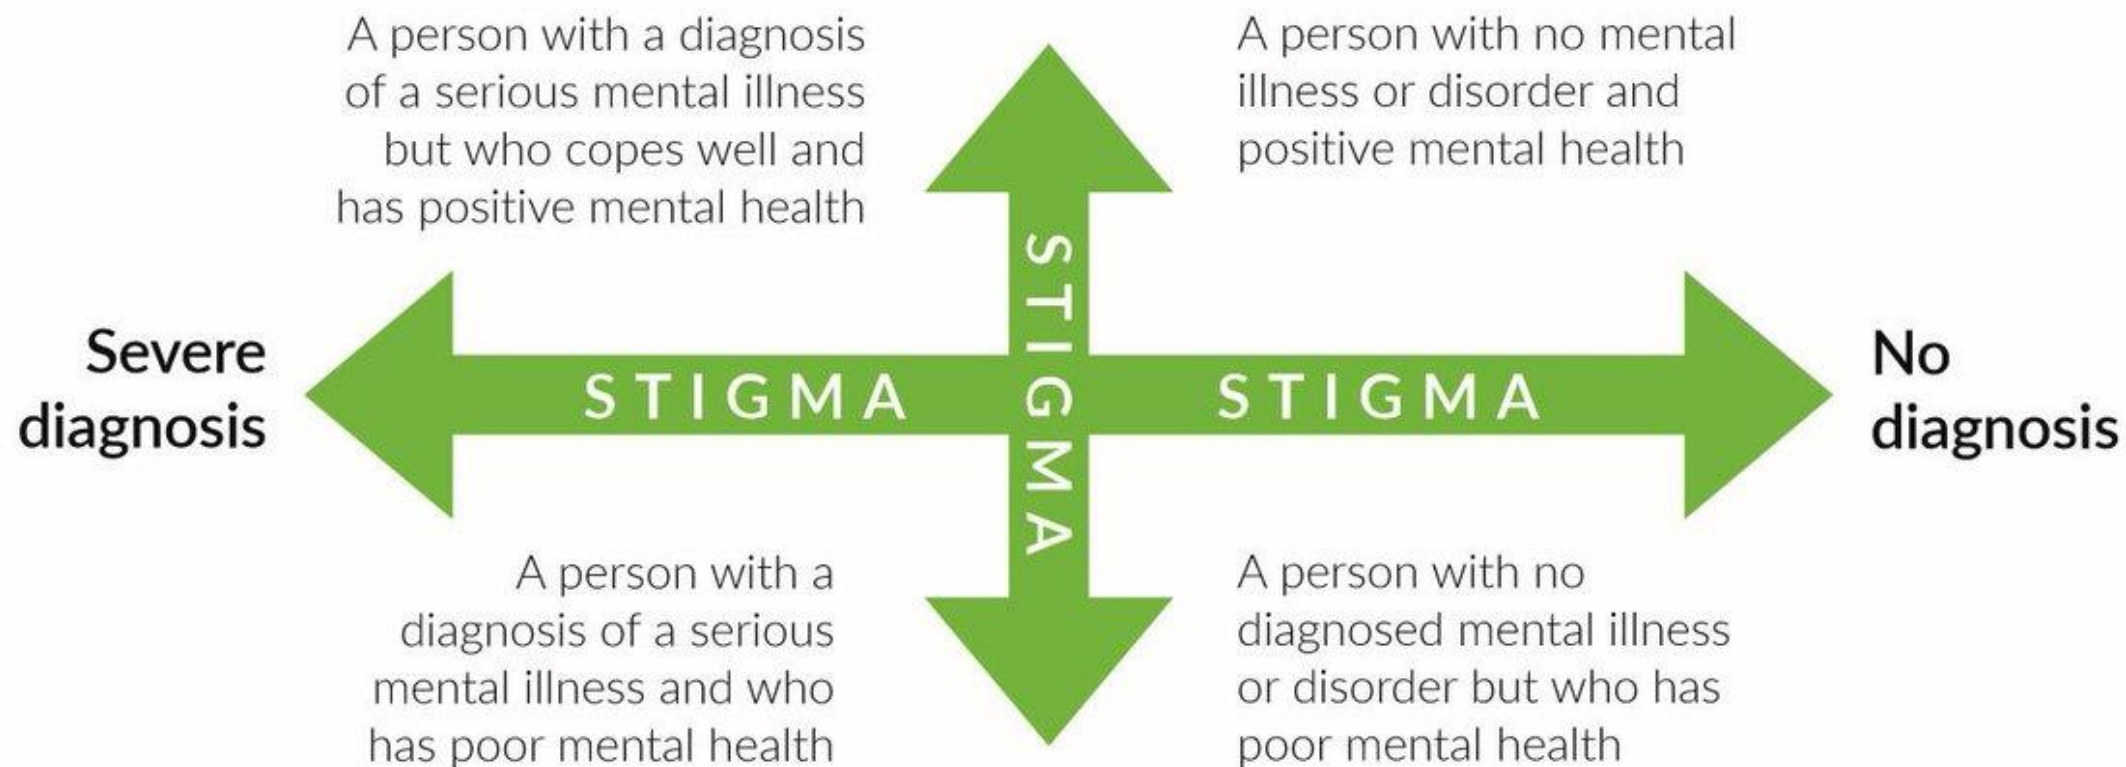 A person with a diagnosis
of a serious mental illness
but who copes well and
has positive mental health
A person with no mental
illness or disorder and
positive mental health
Severe
diagnosis
STIGMA
STIGMA
STIGMA
No
diagnosis
A person with a
diagnosis of a serious
mental illness and who
has poor mental health
A person with no
diagnosed mental illness
or disorder but who has
poor mental health